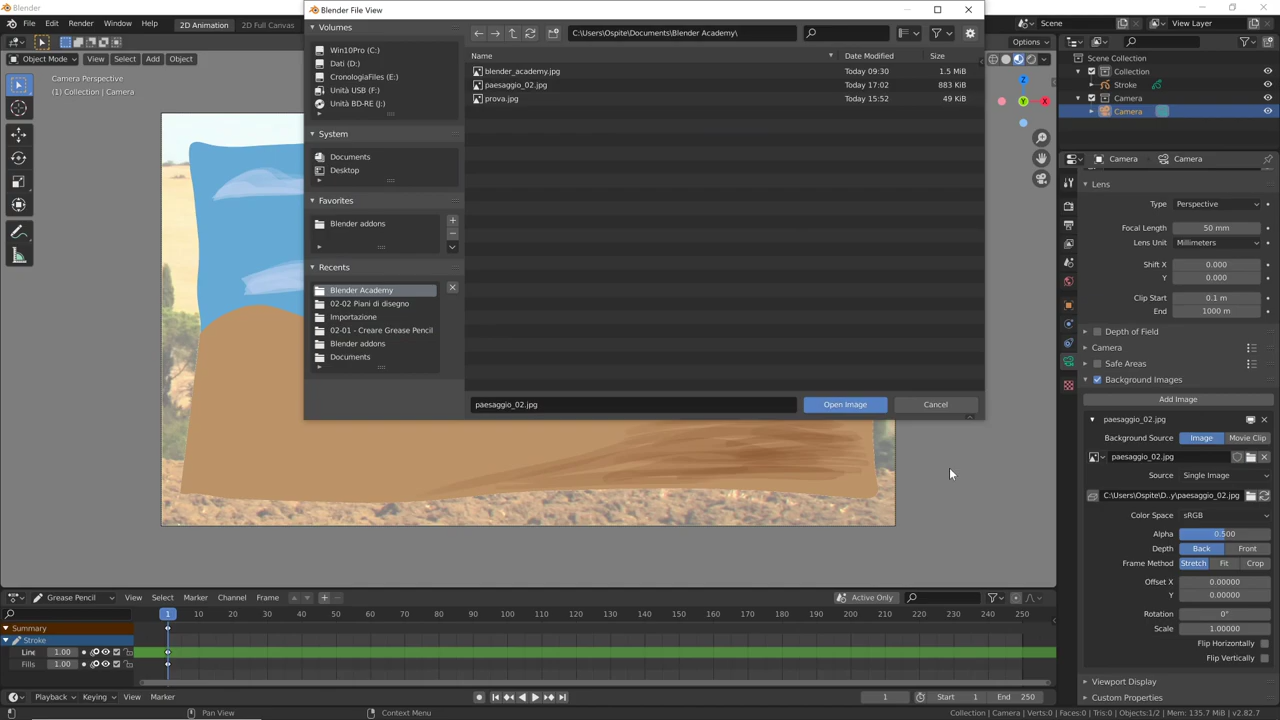 Blender
File Edit Render Window Help 2D Animation 2D Full Canvas
Scene View Layer
Object Mode View Select Add Object
Options
Camera Perspective
(1) Collection | Camera
Blender File View
Volumes
Win10Pro (C:)
Dati (D:)
CronologiaFiles (E:)
Unità USB (F:)
Unità BD-RE (J:)
System
Documents
Desktop
Favorites
Blender addons
Recents
Blender Academy
02-02 Piani di disegno
Importazione
02-01 - Creare Grease Pencil
Blender addons
Documents
C:\Users\Ospite\Documents\Blender Academy\
Name Date Modified Size
blender_academy.jpg Today 09:30 1.5 MiB
paesaggio_02.jpg Today 17:02 883 KiB
prova.jpg Today 15:52 49 KiB
paesaggio_02.jpg Open Image Cancel
Z
Y X
Scene Collection
Collection
Stroke
Camera
Camera
Camera Camera
Lens
Type Perspective
Focal Length 50 mm
Lens Unit Millimeters
Shift X 0.000
Y 0.000
Clip Start 0.1 m
End 1000 m
Depth of Field
Camera
Safe Areas
Background Images
Add Image
paesaggio_02.jpg
Background Source Image Movie Clip
paesaggio_02.jpg
Source Single Image
C:\Users\Ospite\D..y\paesaggio_02.jpg
Color Space sRGB
Alpha 0.500
Depth Back Front
Frame Method Stretch Fit Crop
Offset X 0.00000
Y 0.00000
Rotation 0°
Scale 1.00000
Flip Horizontally
Flip Vertically
Viewport Display
Custom Properties
Grease Pencil View Select Marker Channel Frame Active Only
1 10 20 30 40 50 60 70 80 90 100 110 120 130 140 150 160 170 180 190 200 210 220 230 240 250
Summary
Stroke
Line 1.00
Fills 1.00
Playback Keying View Marker 1 Start 1 End 250
Select Pan View Context Menu
Collection | Camera | Verts:0 | Faces:0 | Tris:0 | Objects:1/2 | Mem: 135.7 MiB | v2.82.7